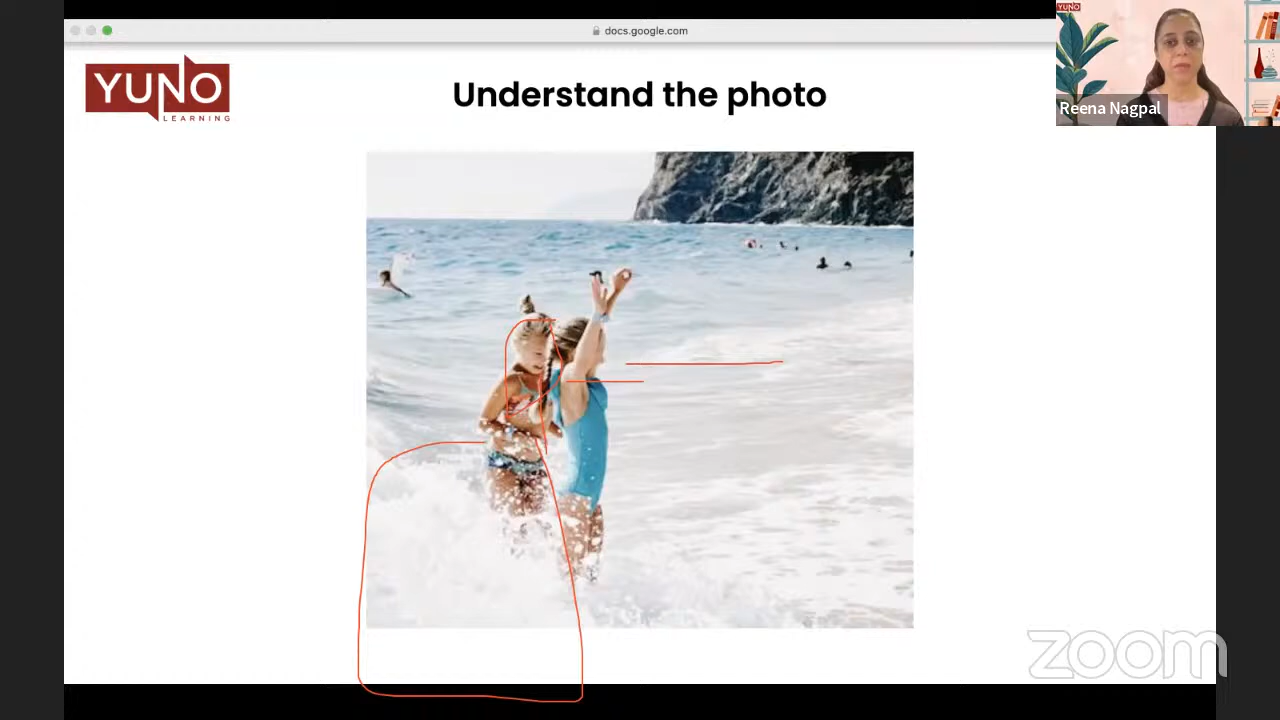 docs.google.com
YUNO
LEARNING
Understand the photo
YUNO
Reena Nagpal
zoom